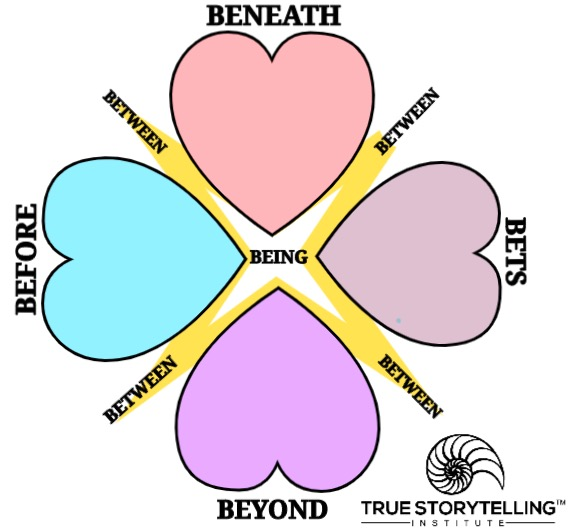 BENEATH
BETWEEN
BETWEEN
BEFORE
BEING
BETS
BETWEEN
BETWEEN
BEYOND
TRUE STORYTELLING™
INSTITUTE